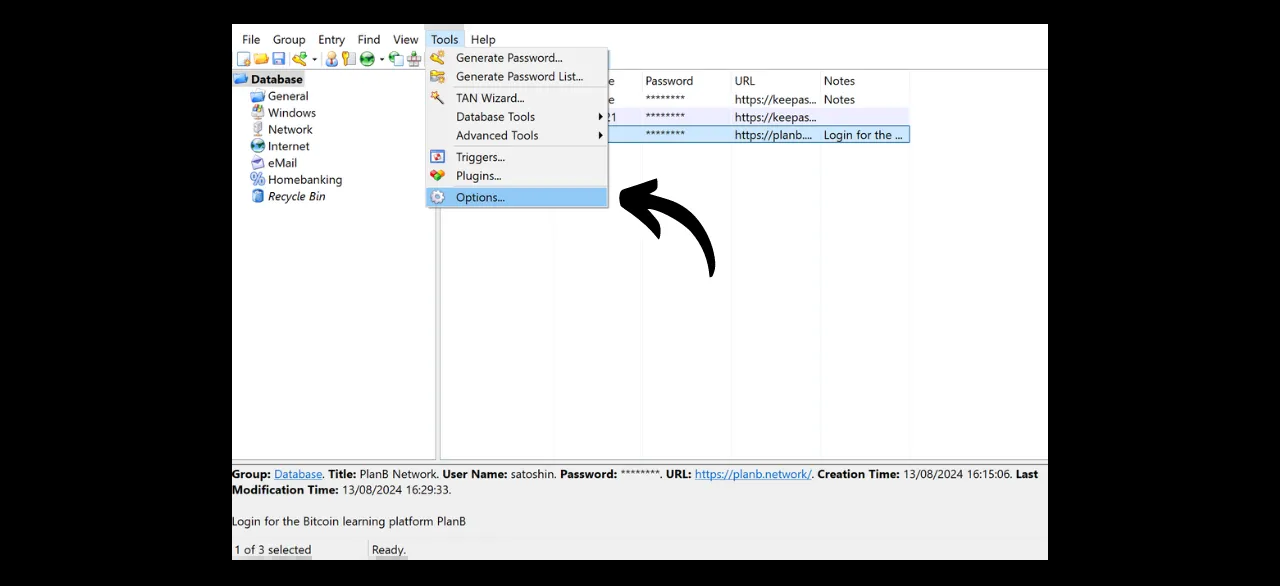 File Group Entry Find View Tools Help
Generate Password...
Generate Password List...
TAN Wizard...
Database Tools
Advanced Tools
Triggers...
Plugins...
Options...
Database
General
Windows
Network
Internet
eMail
Homebanking
Recycle Bin
e Password URL Notes
e ******** https://keepas... Notes
21 ******** https://keepas...
******** https://planb.... Login for the ...
Group: Database. Title: PlanB Network. User Name: satoshin. Password: ********. URL: https://planb.network/. Creation Time: 13/08/2024 16:15:06. Last
Modification Time: 13/08/2024 16:29:33.
Login for the Bitcoin learning platform PlanB
1 of 3 selected Ready.